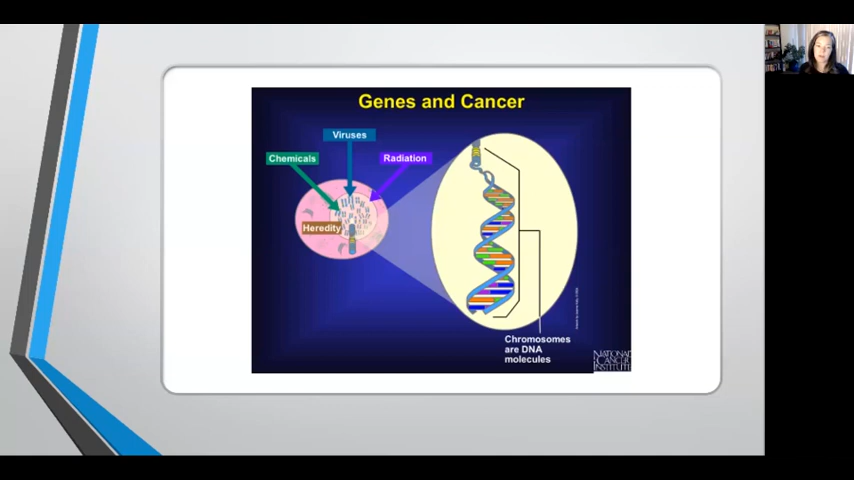 Genes and Cancer
Viruses
Chemicals
Radiation
Heredity
Chromosomes
are DNA
molecules
NATIONAL
CANCER
INSTITUTE